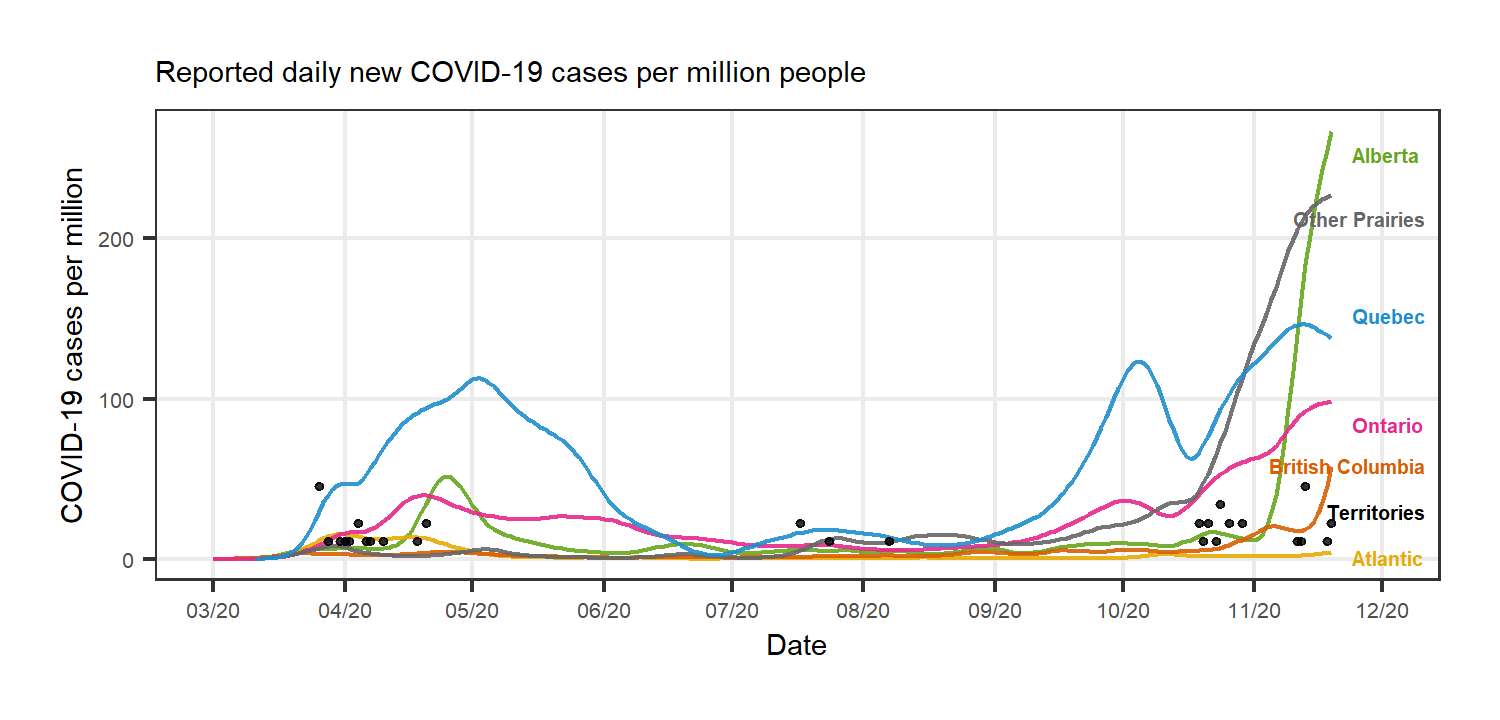 Reported daily new COVID-19 cases per million people
COVID-19 cases per million
200
100
0
Alberta
Other Prairies
Quebec
Ontario
British Columbia
Territories
Atlantic
03/20 04/20 05/20 06/20 07/20 08/20 09/20 10/20 11/20 12/20
Date